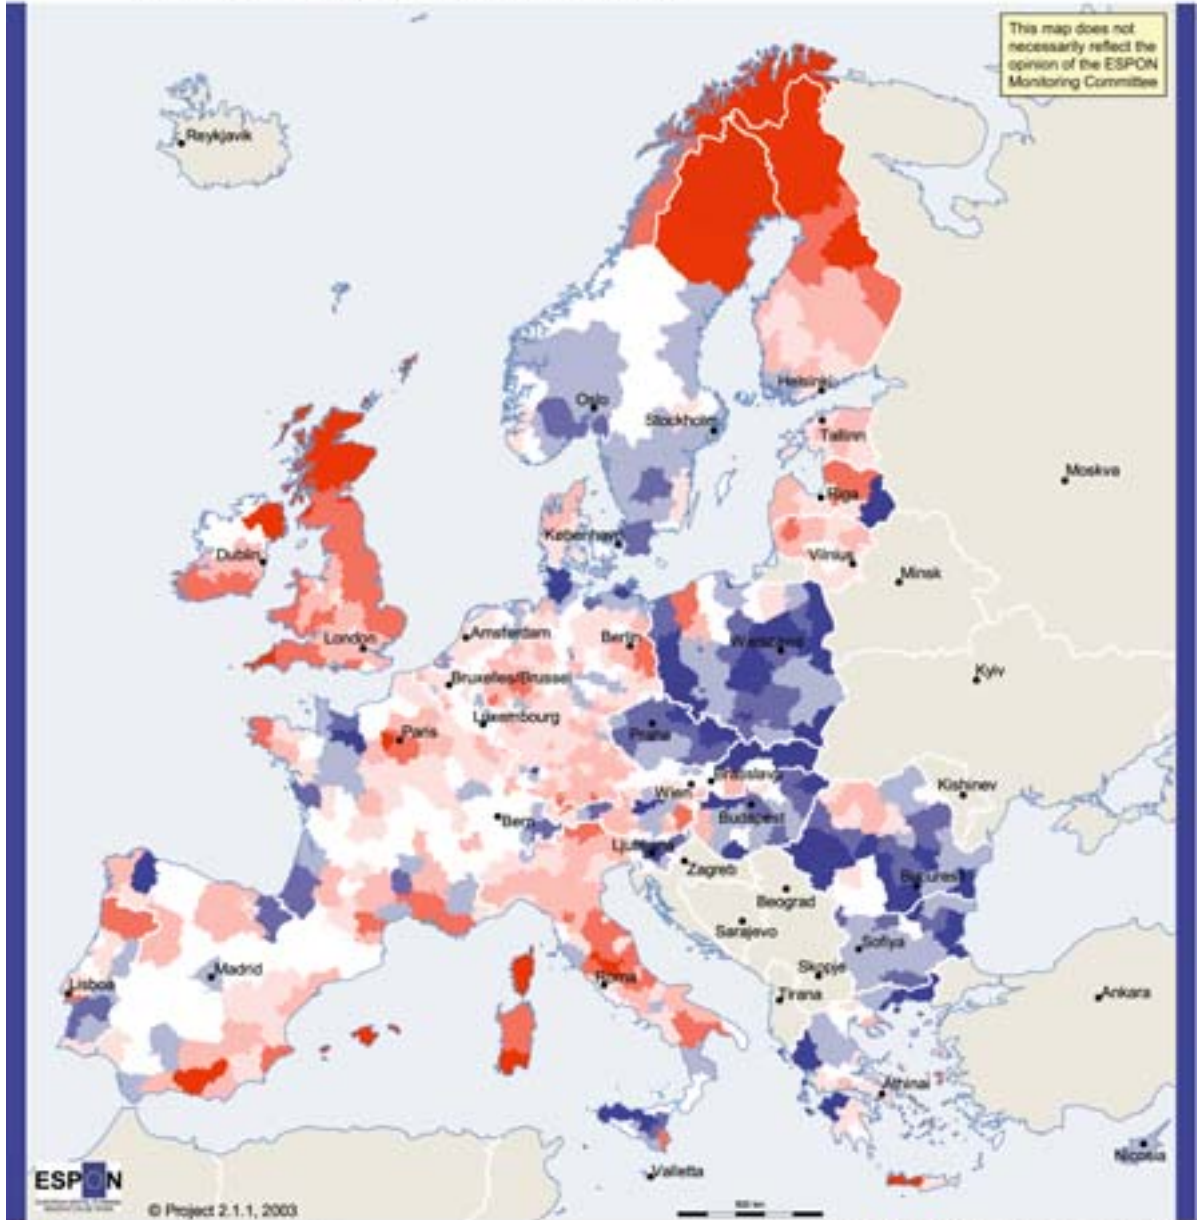 This map does not
necessarily reflect the
opinion of the ESPON
Monitoring Committee
Reykjavik
Helsinki
Oslo
Stockholm
Tallinn
Moskva
Riga
København
Dublin
Vilnius
Minsk
London
Amsterdam
Berlin
Warszawa
Bruxelles/Brussel
Kyiv
Luxembourg
Paris
Praha
Bratislava
Wien
Kishinev
Bern
Budapest
Ljubljana
Zagreb
Bucuresti
Beograd
Sarajevo
Sofiya
Madrid
Skopje
Roma
Lisboa
Tirana
Ankara
Athinai
Nicosia
Valletta
ESPON
© Project 2.1.1, 2003